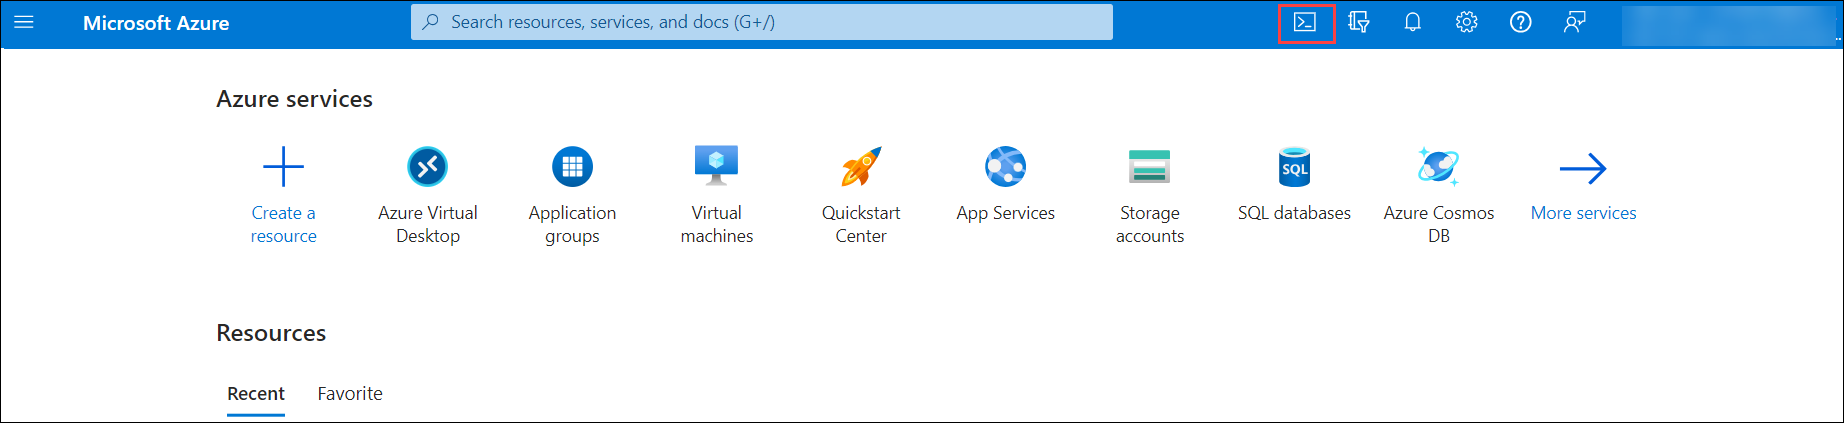 Microsoft Azure
Search resources, services, and docs (G+/)
Azure services
Create a
resource
Azure Virtual
Desktop
Application
groups
Virtual
machines
Quickstart
Center
App Services
Storage
accounts
SQL
SQL databases
Azure Cosmos
DB
More services
Resources
Recent
Favorite